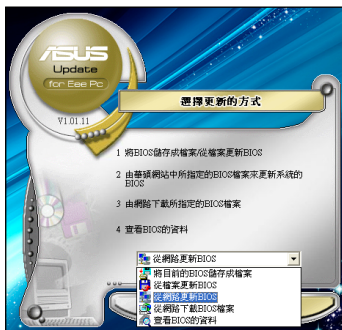 ASUS
Update
for Eee Pc
V1.01.11
選擇更新的方式
1 將BIOS儲存成檔案/從檔案更新BIOS
2 由華碩網站中所指定的BIOS檔案來更新系統的
BIOS
3 由網路下載所指定的BIOS檔案
4 查看BIOS的資料
從網路更新BIOS
將目前的BIOS儲存成檔案
從檔案更新BIOS
從網路更新BIOS
從網路下載BIOS檔案
查看BIOS的資料